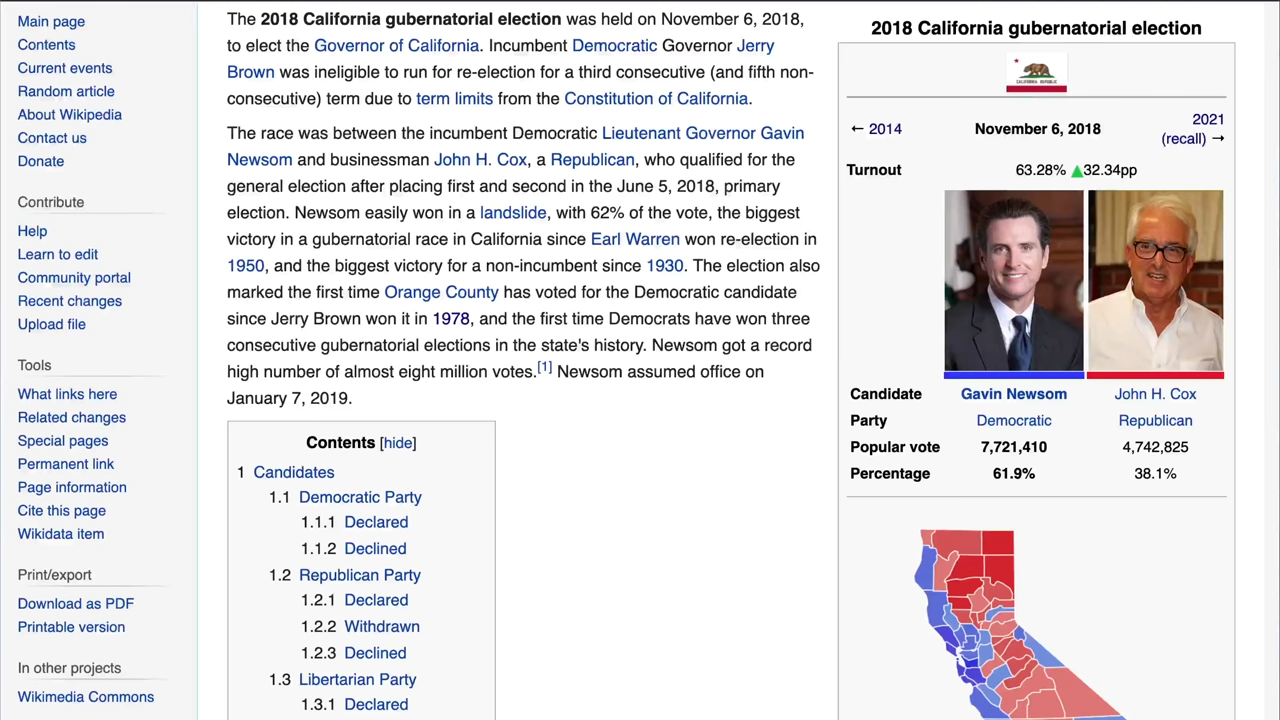 Main page
Contents
Current events
Random article
About Wikipedia
Contact us
Donate
Contribute
Help
Learn to edit
Community portal
Recent changes
Upload file
Tools
What links here
Related changes
Special pages
Permanent link
Page information
Cite this page
Wikidata item
Print/export
Download as PDF
Printable version
In other projects
Wikimedia Commons
The 2018 California gubernatorial election was held on November 6, 2018,
to elect the Governor of California. Incumbent Democratic Governor Jerry
Brown was ineligible to run for re-election for a third consecutive (and fifth non-
consecutive) term due to term limits from the Constitution of California.
The race was between the incumbent Democratic Lieutenant Governor Gavin
Newsom and businessman John H. Cox, a Republican, who qualified for the
general election after placing first and second in the June 5, 2018, primary
election. Newsom easily won in a landslide, with 62% of the vote, the biggest
victory in a gubernatorial race in California since Earl Warren won re-election in
1950, and the biggest victory for a non-incumbent since 1930. The election also
marked the first time Orange County has voted for the Democratic candidate
since Jerry Brown won it in 1978, and the first time Democrats have won three
consecutive gubernatorial elections in the state's history. Newsom got a record
high number of almost eight million votes.[1] Newsom assumed office on
January 7, 2019.
Contents [hide]
1 Candidates
1.1 Democratic Party
1.1.1 Declared
1.1.2 Declined
1.2 Republican Party
1.2.1 Declared
1.2.2 Withdrawn
1.2.3 Declined
1.3 Libertarian Party
1.3.1 Declared
2018 California gubernatorial election
CALIFORNIA REPUBLIC
← 2014 November 6, 2018 2021
(recall) →
Turnout 63.28% ▲32.34pp
Candidate Gavin Newsom John H. Cox
Party Democratic Republican
Popular vote 7,721,410 4,742,825
Percentage 61.9% 38.1%